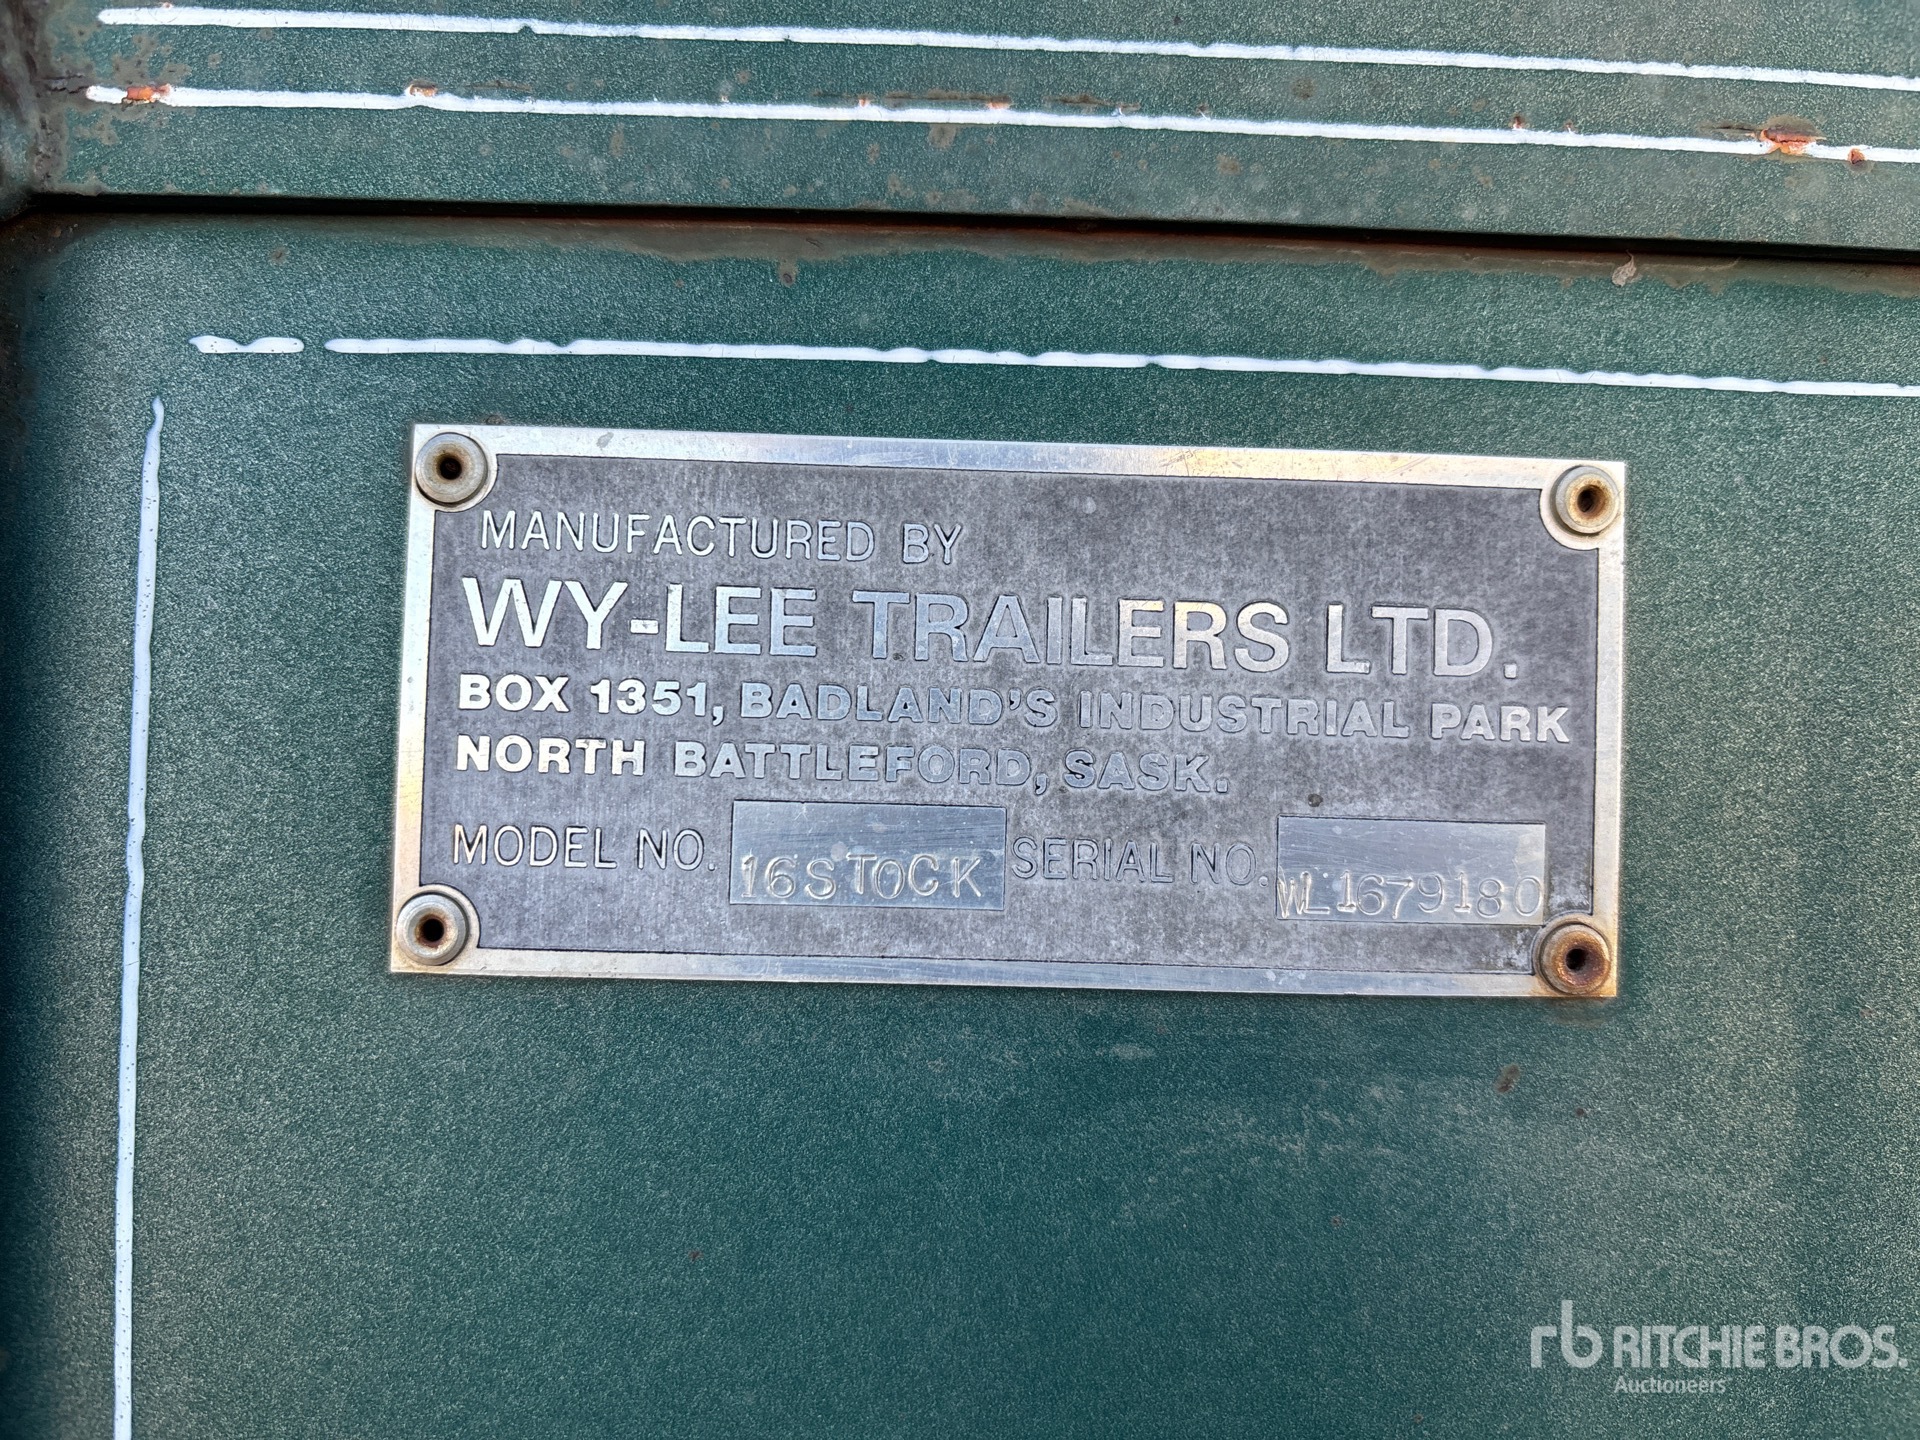 MANUFACTURED BY
WY-LEE TRAILERS LTD.
BOX 1351, BADLAND'S INDUSTRIAL PARK
NORTH BATTLEFORD, SASK.
MODEL NO. 16STOCK SERIAL NO. WL1679180
rb RITCHIE BROS.
Auctioneers